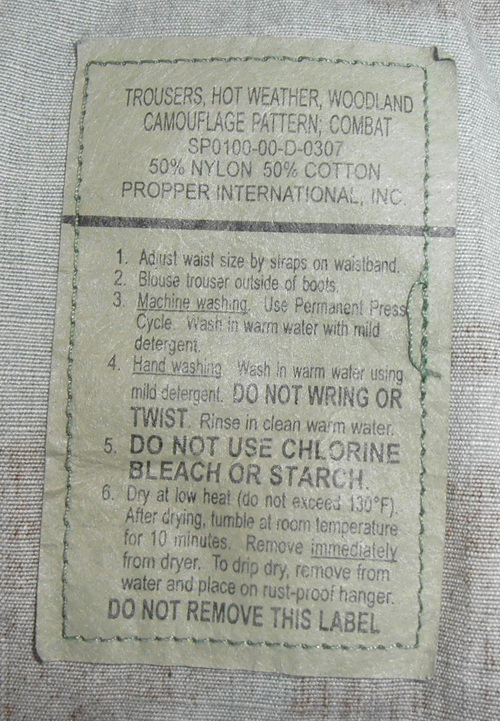 TROUSERS, HOT WEATHER, WOODLAND
CAMOUFLAGE PATTERN; COMBAT
SP0100-00-D-0307
50% NYLON 50% COTTON
PROPPER INTERNATIONAL, INC.
1. Adjust waist size by straps on waistband.
2. Blouse trouser outside of boots.
3. Machine washing. Use Permanent Press
Cycle. Wash in warm water with mild
detergent.
4. Hand washing. Wash in warm water using
mild detergent. DO NOT WRING OR
TWIST. Rinse in clean warm water.
5. DO NOT USE CHLORINE
BLEACH OR STARCH.
6. Dry at low heat (do not exceed 130°F).
After drying, tumble at room temperature
for 10 minutes. Remove immediately
from dryer. To drip dry, remove from
water and place on rust-proof hanger.
DO NOT REMOVE THIS LABEL